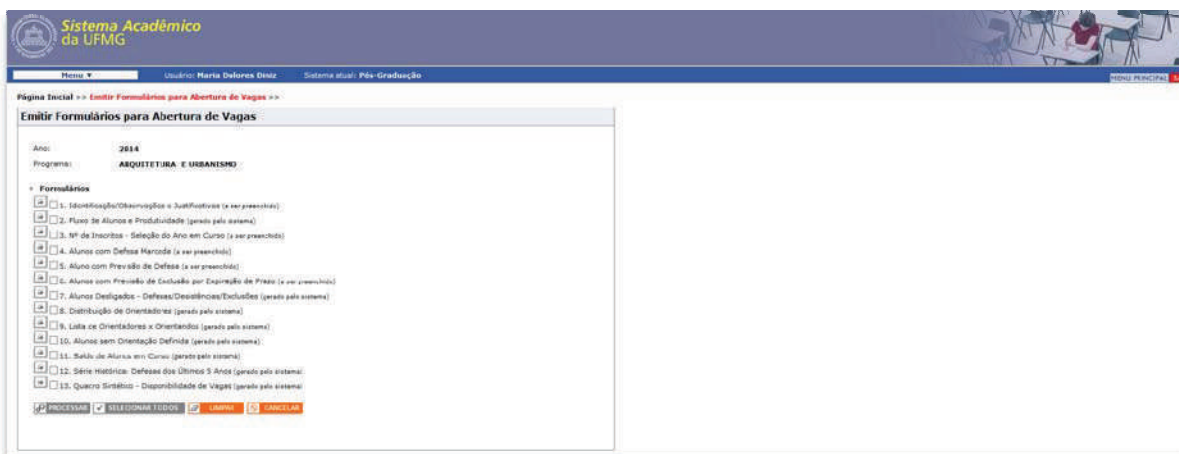 Sistema Acadêmico
da UFMG
Menu ▼ Usuário: Maria Dolores Diniz Sistema atual: Pós-Graduação MENU PRINCIPAL
Página Inicial >> Emitir Formulários para Abertura de Vagas >>
Emitir Formulários para Abertura de Vagas
Ano: 2014
Programa: ARQUITETURA E URBANISMO
Formulários
1. Identificação/Observações e Justificativas (a ser preenchido)
2. Fluxo de Alunos e Produtividade (gerado pelo sistema)
3. Nº de Inscritos - Seleção do Ano em Curso (a ser preenchido)
4. Alunos com Defesa Marcada (a ser preenchido)
5. Aluno com Previsão de Defesa (a ser preenchido)
6. Alunos com Previsão de Exclusão por Expiração de Prazo (a ser preenchido)
7. Alunos Desligados - Defesas/Desistências/Exclusões (gerado pelo sistema)
8. Distribuição de Orientadores (gerado pelo sistema)
9. Lista de Orientadores x Orientandos (gerado pelo sistema)
10. Alunos sem Orientação Definida (gerado pelo sistema)
11. Saldo de Alunos em Curso (gerado pelo sistema)
12. Série Histórica: Defesas dos Últimos 5 Anos (gerado pelo sistema)
13. Quadro Sintético - Disponibilidade de Vagas (gerado pelo sistema)
PROCESSAR SELECIONAR TODOS LIMPAR CANCELAR